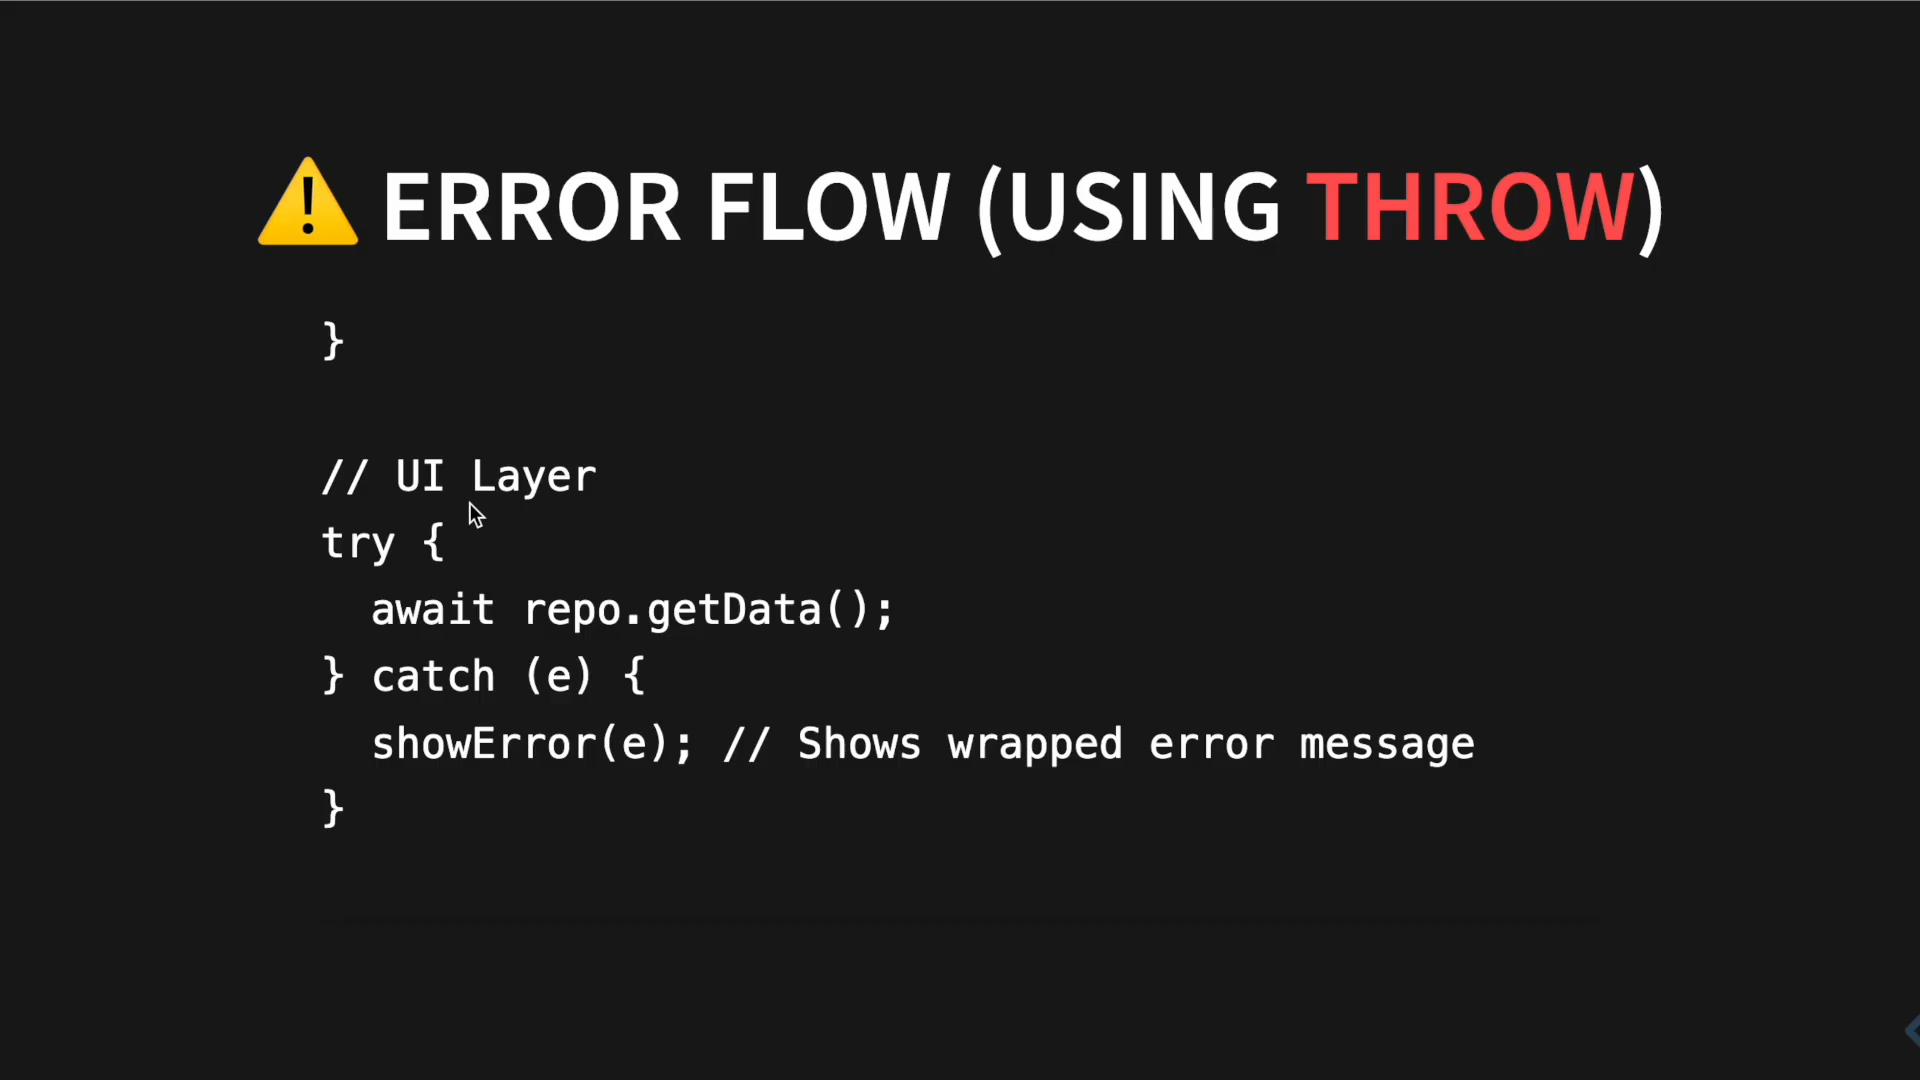 ⚠️ ERROR FLOW (USING THROW)
}
// UI Layer
try {
  await repo.getData();
} catch (e) {
  showError(e); // Shows wrapped error message
}